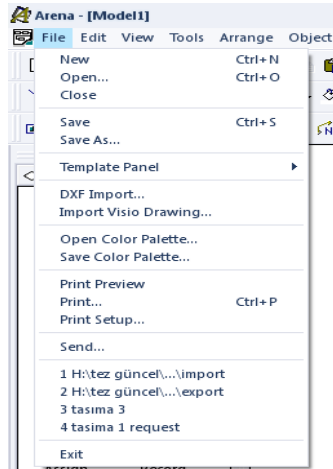 Arena - [Model1]
File Edit View Tools Arrange Object
New Ctrl+N
Open... Ctrl+O
Close
Save Ctrl+S
Save As...
Template Panel
DXF Import...
Import Visio Drawing...
Open Color Palette...
Save Color Palette...
Print Preview
Print... Ctrl+P
Print Setup...
Send...
1 H:\tez güncel\...\import
2 H:\tez güncel\...\export
3 tasıma 3
4 tasima 1 request
Exit